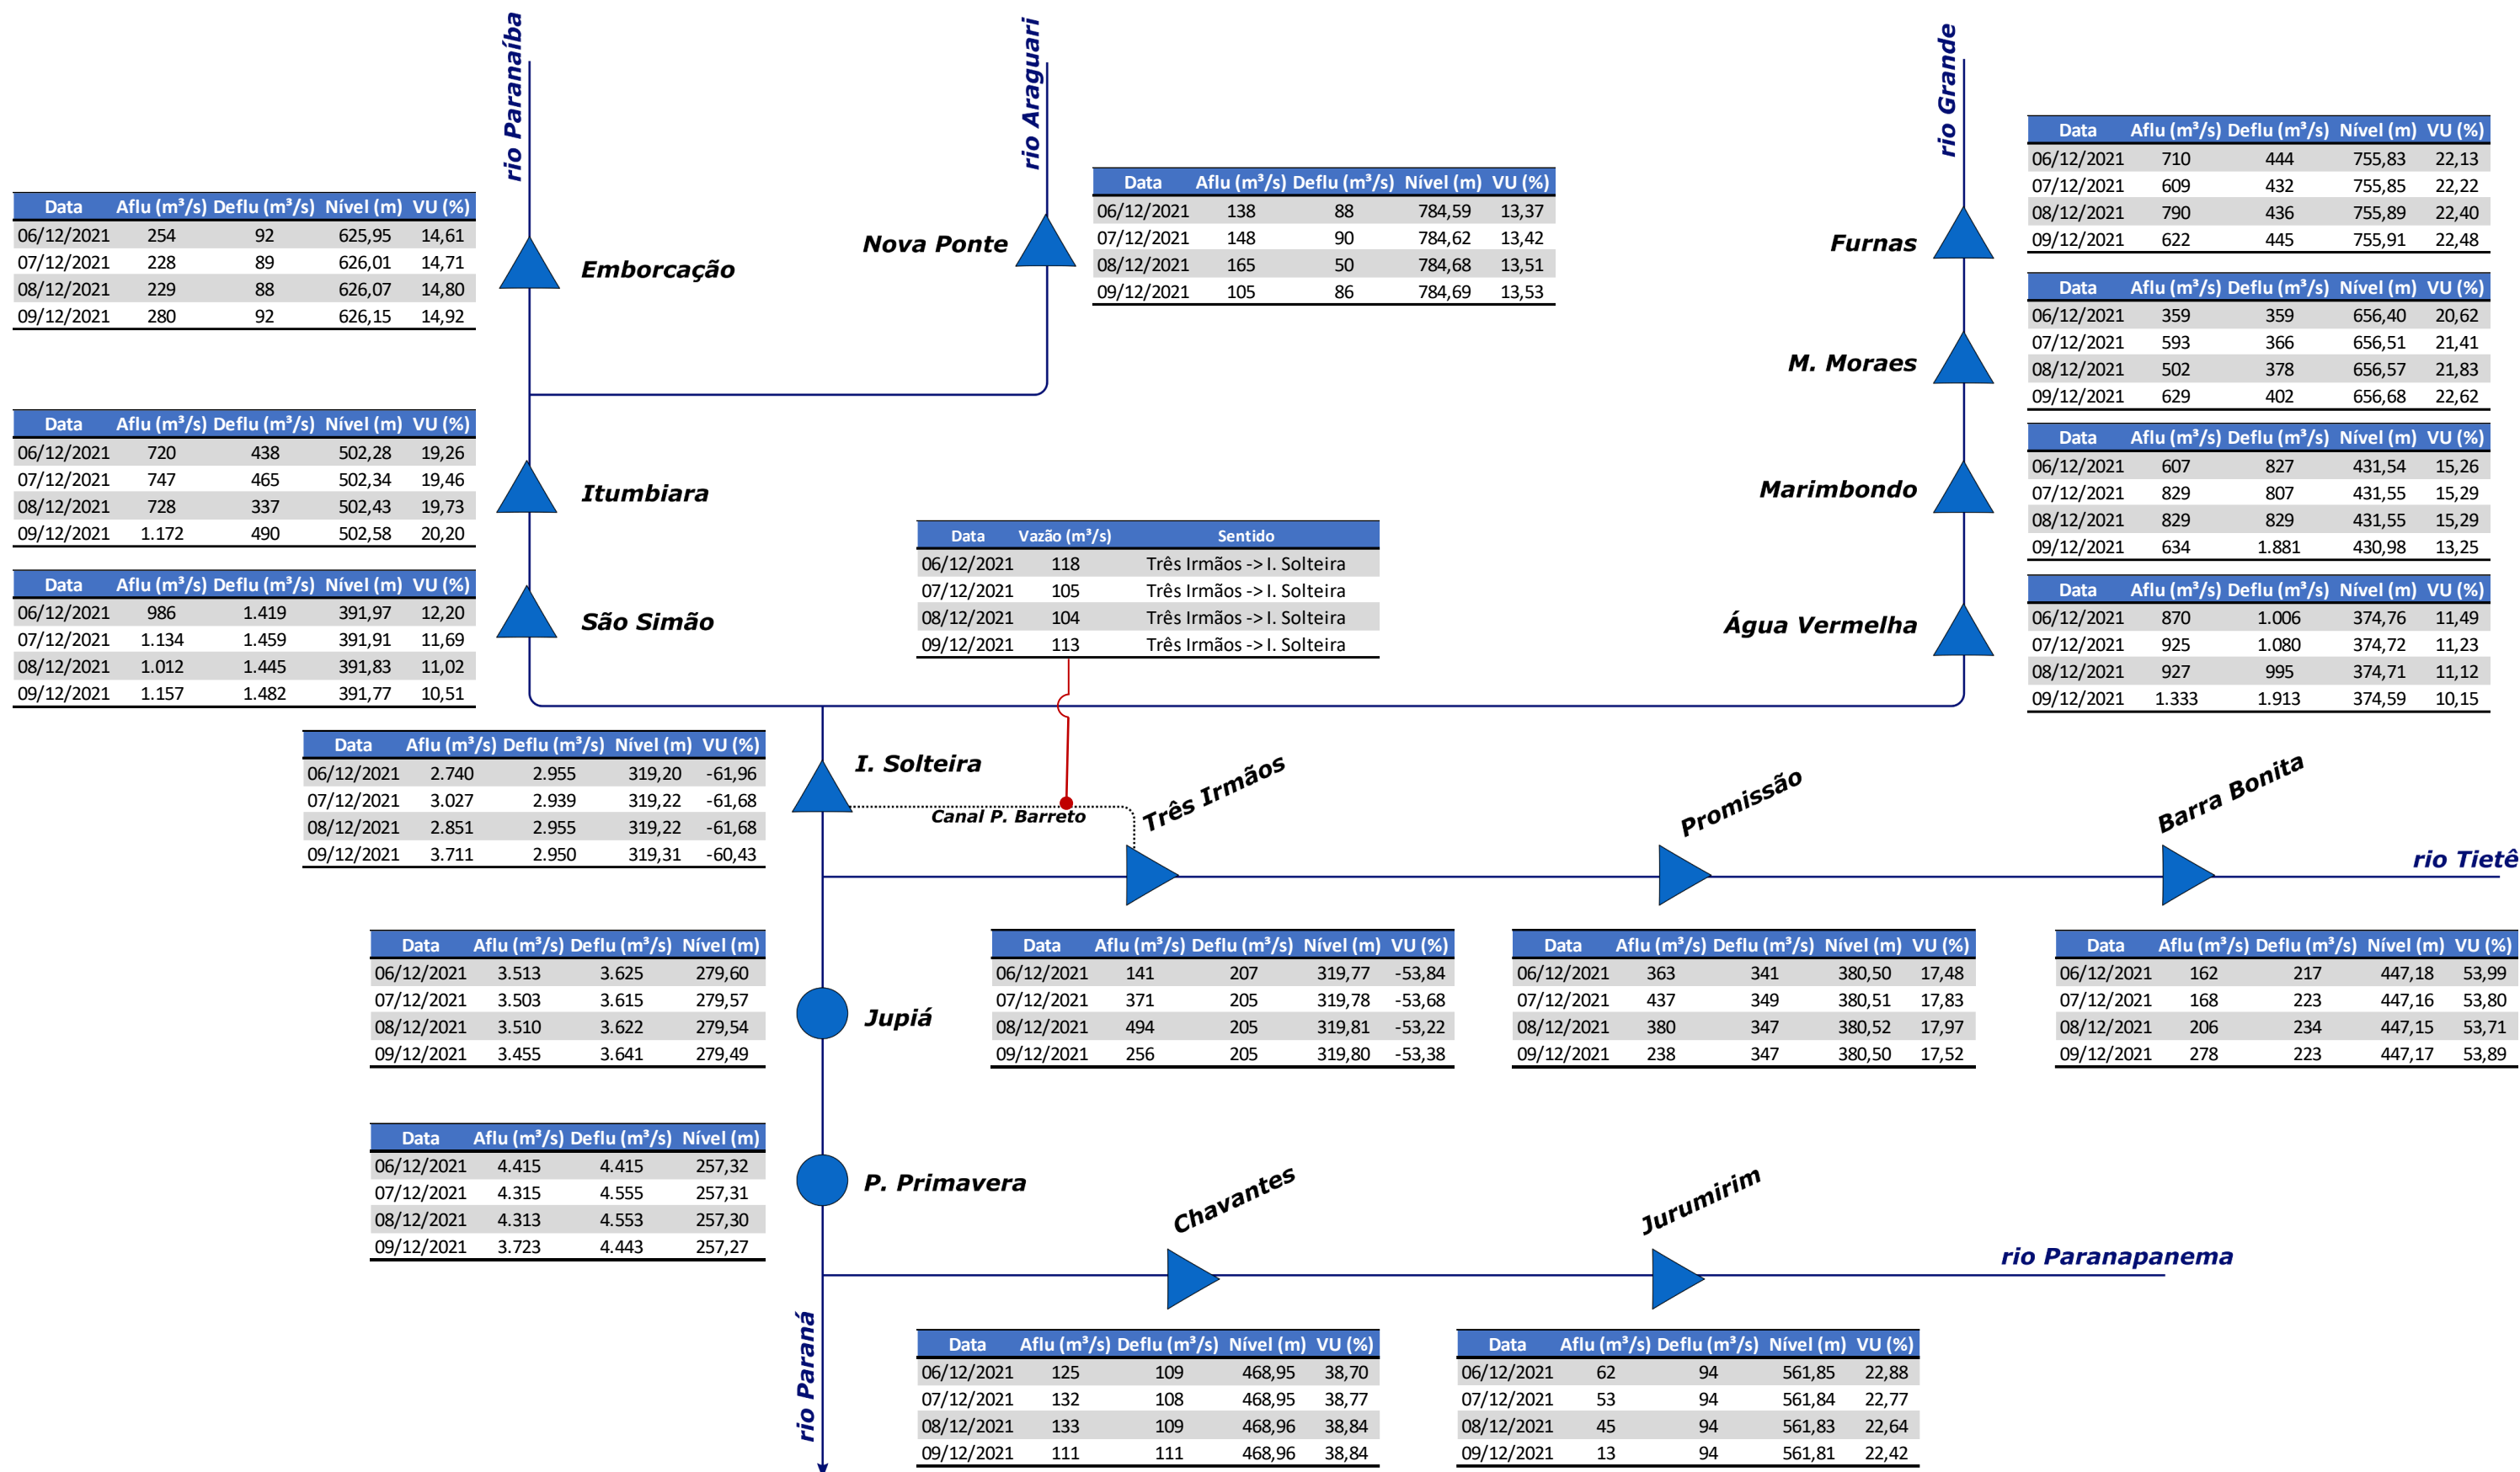 rio Paranaíba
rio Araguari
rio Grande
Data Aflu (m³/s) Deflu (m³/s) Nível (m) VU (%)
06/12/2021 254 92 625,95 14,61
07/12/2021 228 89 626,01 14,71
08/12/2021 229 88 626,07 14,80
09/12/2021 280 92 626,15 14,92
Emborcação
Nova Ponte
Data Aflu (m³/s) Deflu (m³/s) Nível (m) VU (%)
06/12/2021 138 88 784,59 13,37
07/12/2021 148 90 784,62 13,42
08/12/2021 165 50 784,68 13,51
09/12/2021 105 86 784,69 13,53
Furnas
Data Aflu (m³/s) Deflu (m³/s) Nível (m) VU (%)
06/12/2021 710 444 755,83 22,13
07/12/2021 609 432 755,85 22,22
08/12/2021 790 436 755,89 22,40
09/12/2021 622 445 755,91 22,48
M. Moraes
Data Aflu (m³/s) Deflu (m³/s) Nível (m) VU (%)
06/12/2021 359 359 656,40 20,62
07/12/2021 593 366 656,51 21,41
08/12/2021 502 378 656,57 21,83
09/12/2021 629 402 656,68 22,62
Data Aflu (m³/s) Deflu (m³/s) Nível (m) VU (%)
06/12/2021 720 438 502,28 19,26
07/12/2021 747 465 502,34 19,46
08/12/2021 728 337 502,43 19,73
09/12/2021 1.172 490 502,58 20,20
Itumbiara
Marimbondo
Data Aflu (m³/s) Deflu (m³/s) Nível (m) VU (%)
06/12/2021 607 827 431,54 15,26
07/12/2021 829 807 431,55 15,29
08/12/2021 829 829 431,55 15,29
09/12/2021 634 1.881 430,98 13,25
Data Aflu (m³/s) Deflu (m³/s) Nível (m) VU (%)
06/12/2021 986 1.419 391,97 12,20
07/12/2021 1.134 1.459 391,91 11,69
08/12/2021 1.012 1.445 391,83 11,02
09/12/2021 1.157 1.482 391,77 10,51
São Simão
Data Vazão (m³/s) Sentido
06/12/2021 118 Três Irmãos -> I. Solteira
07/12/2021 105 Três Irmãos -> I. Solteira
08/12/2021 104 Três Irmãos -> I. Solteira
09/12/2021 113 Três Irmãos -> I. Solteira
Água Vermelha
Data Aflu (m³/s) Deflu (m³/s) Nível (m) VU (%)
06/12/2021 870 1.006 374,76 11,49
07/12/2021 925 1.080 374,72 11,23
08/12/2021 927 995 374,71 11,12
09/12/2021 1.333 1.913 374,59 10,15
Data Aflu (m³/s) Deflu (m³/s) Nível (m) VU (%)
06/12/2021 2.740 2.955 319,20 -61,96
07/12/2021 3.027 2.939 319,22 -61,68
08/12/2021 2.851 2.955 319,22 -61,68
09/12/2021 3.711 2.950 319,31 -60,43
I. Solteira
Canal P. Barreto
Três Irmãos
Promissão
Barra Bonita
rio Tietê
Data Aflu (m³/s) Deflu (m³/s) Nível (m)
06/12/2021 3.513 3.625 279,60
07/12/2021 3.503 3.615 279,57
08/12/2021 3.510 3.622 279,54
09/12/2021 3.455 3.641 279,49
Jupiá
Data Aflu (m³/s) Deflu (m³/s) Nível (m) VU (%)
06/12/2021 141 207 319,77 -53,84
07/12/2021 371 205 319,78 -53,68
08/12/2021 494 205 319,81 -53,22
09/12/2021 256 205 319,80 -53,38
Data Aflu (m³/s) Deflu (m³/s) Nível (m) VU (%)
06/12/2021 363 341 380,50 17,48
07/12/2021 437 349 380,51 17,83
08/12/2021 380 347 380,52 17,97
09/12/2021 238 347 380,50 17,52
Data Aflu (m³/s) Deflu (m³/s) Nível (m) VU (%)
06/12/2021 162 217 447,18 53,99
07/12/2021 168 223 447,16 53,80
08/12/2021 206 234 447,15 53,71
09/12/2021 278 223 447,17 53,89
Data Aflu (m³/s) Deflu (m³/s) Nível (m)
06/12/2021 4.415 4.415 257,32
07/12/2021 4.315 4.555 257,31
08/12/2021 4.313 4.553 257,30
09/12/2021 3.723 4.443 257,27
P. Primavera
Chavantes
Jurumirim
rio Paranapanema
rio Paraná
Data Aflu (m³/s) Deflu (m³/s) Nível (m) VU (%)
06/12/2021 125 109 468,95 38,70
07/12/2021 132 108 468,95 38,77
08/12/2021 133 109 468,96 38,84
09/12/2021 111 111 468,96 38,84
Data Aflu (m³/s) Deflu (m³/s) Nível (m) VU (%)
06/12/2021 62 94 561,85 22,88
07/12/2021 53 94 561,84 22,77
08/12/2021 45 94 561,83 22,64
09/12/2021 13 94 561,81 22,42